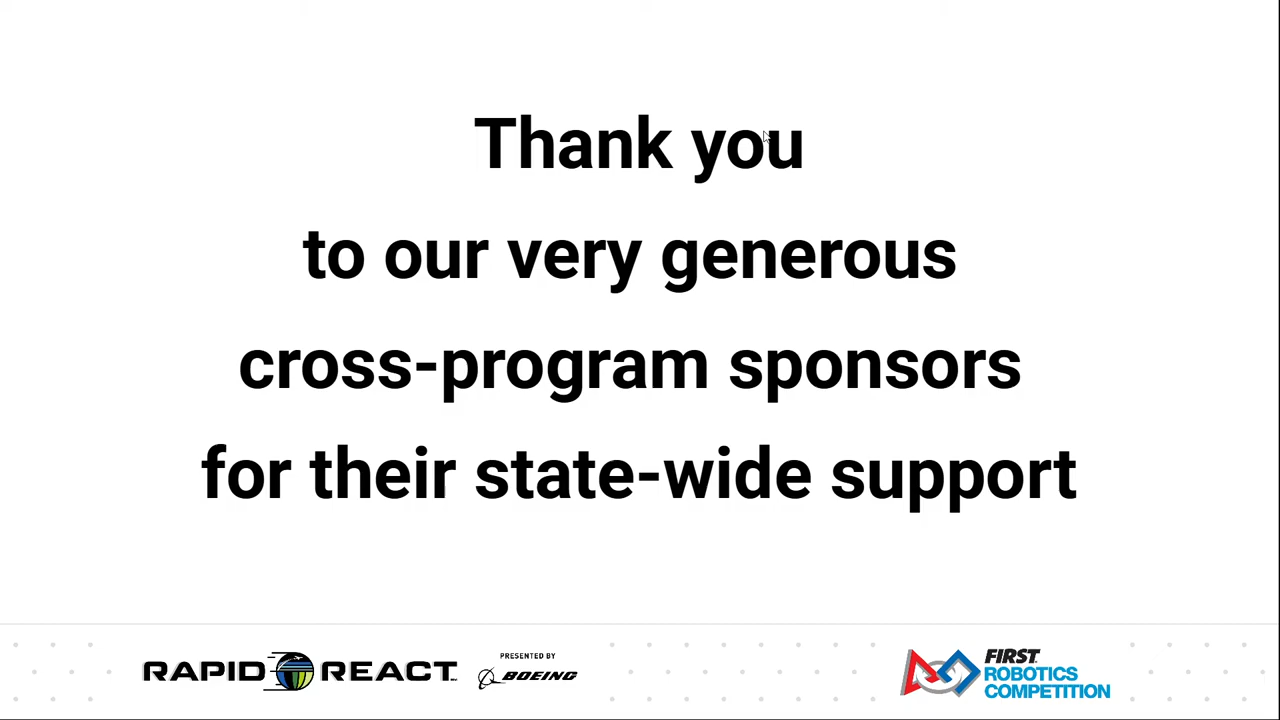 Thank you
to our very generous
cross-program sponsors
for their state-wide support
RAPID REACT
PRESENTED BY
BOEING
FIRST
ROBOTICS
COMPETITION